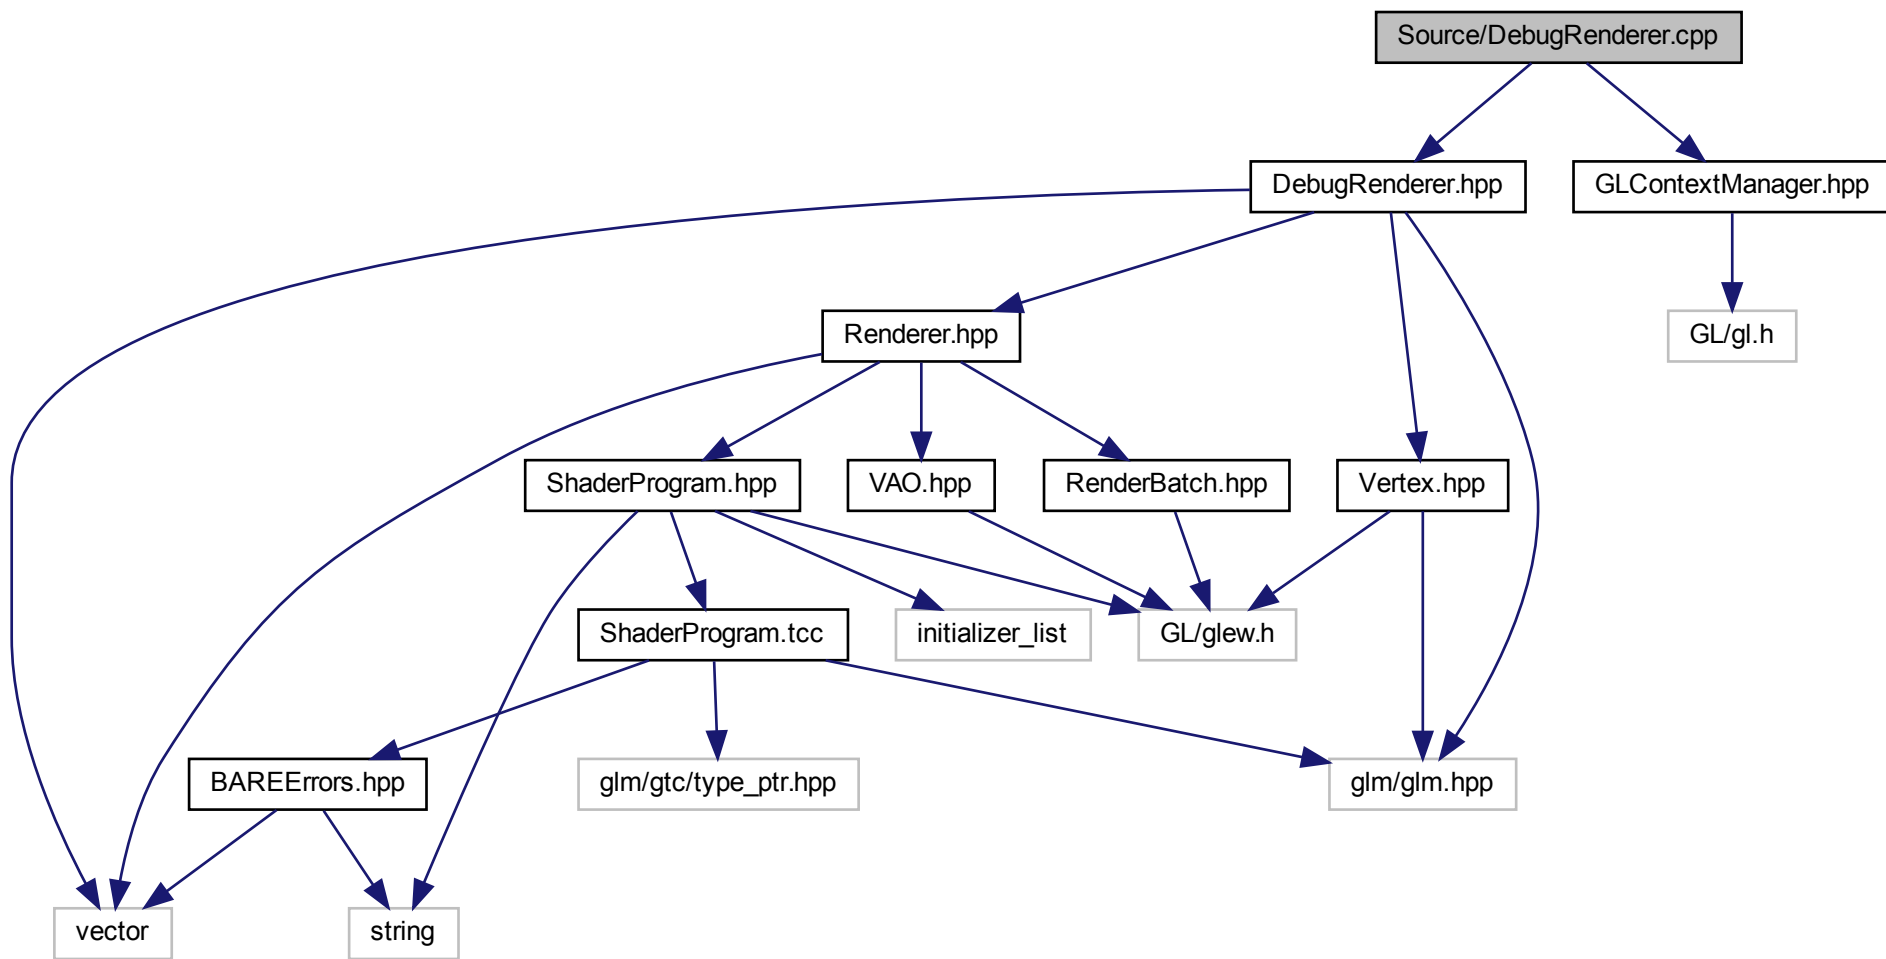 Source/DebugRenderer.cpp
DebugRenderer.hpp
GLContextManager.hpp
Renderer.hpp
GL/gl.h
ShaderProgram.hpp
VAO.hpp
RenderBatch.hpp
Vertex.hpp
ShaderProgram.tcc
initializer_list
GL/glew.h
BAREErrors.hpp
glm/gtc/type_ptr.hpp
glm/glm.hpp
vector
string